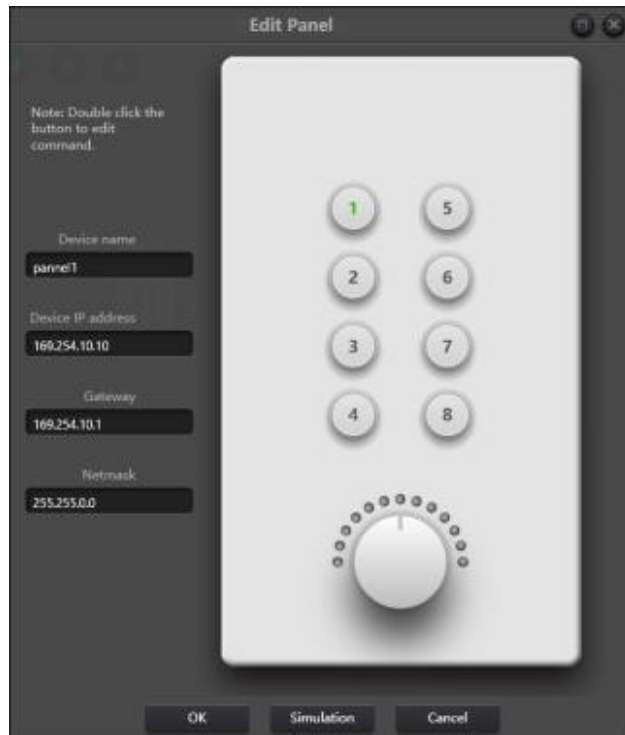 Edit Panel
Note: Double click the
button to edit
command.
Device name
pannel1
Device IP address
169.254.10.10
Gateway
169.254.10.1
Netmask
255.255.0.0
1 5
2 6
3 7
4 8
OK Simulation Cancel